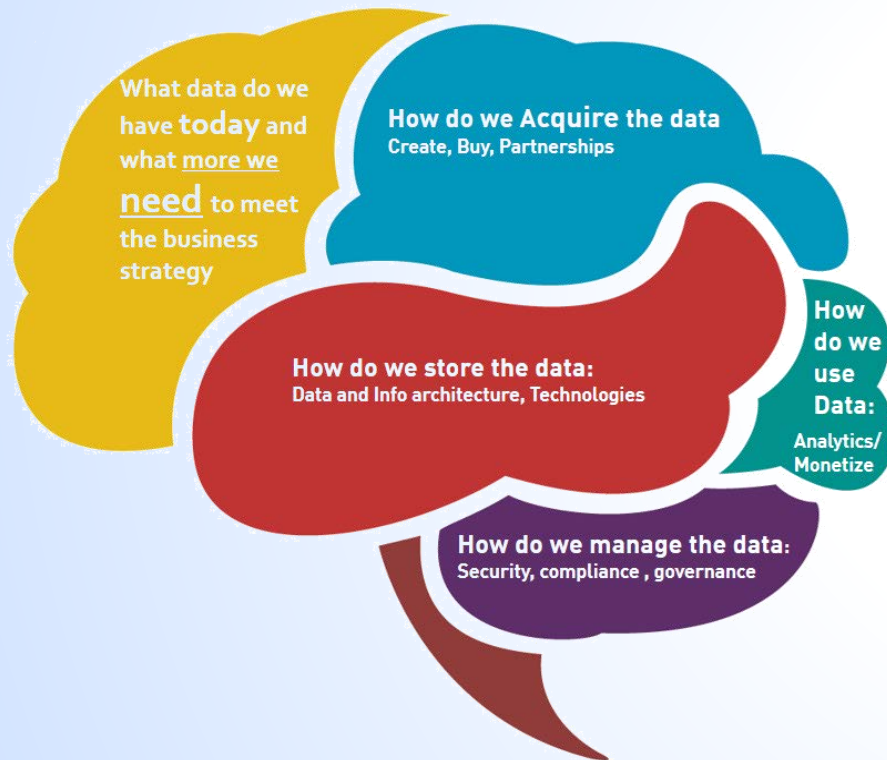 What data do we
have today and
what more we
need to meet
the business
strategy
How do we Acquire the data
Create, Buy, Partnerships
How do we store the data:
Data and Info architecture, Technologies
How
do we
use
Data:
Analytics/
Monetize
How do we manage the data:
Security, compliance , governance